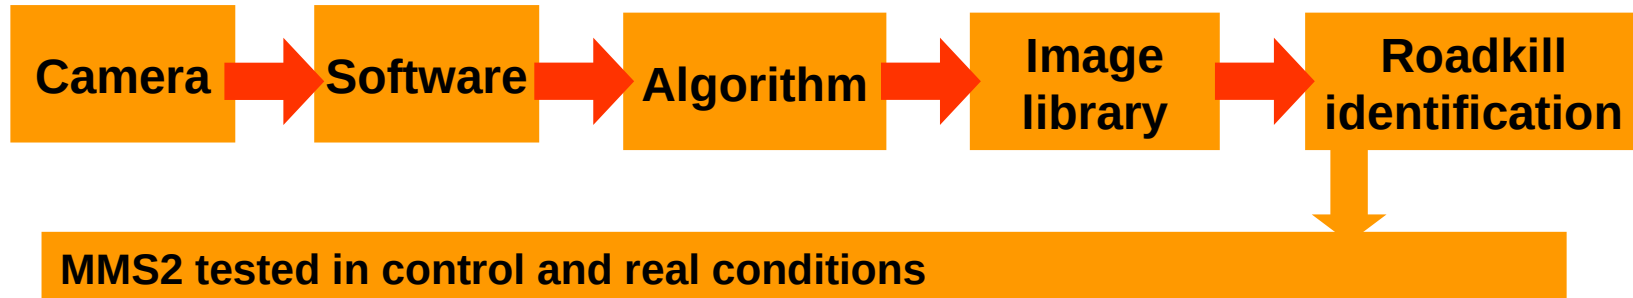 Camera
Software
Algorithm
Image
library
Roadkill
identification
MMS2 tested in control and real conditions